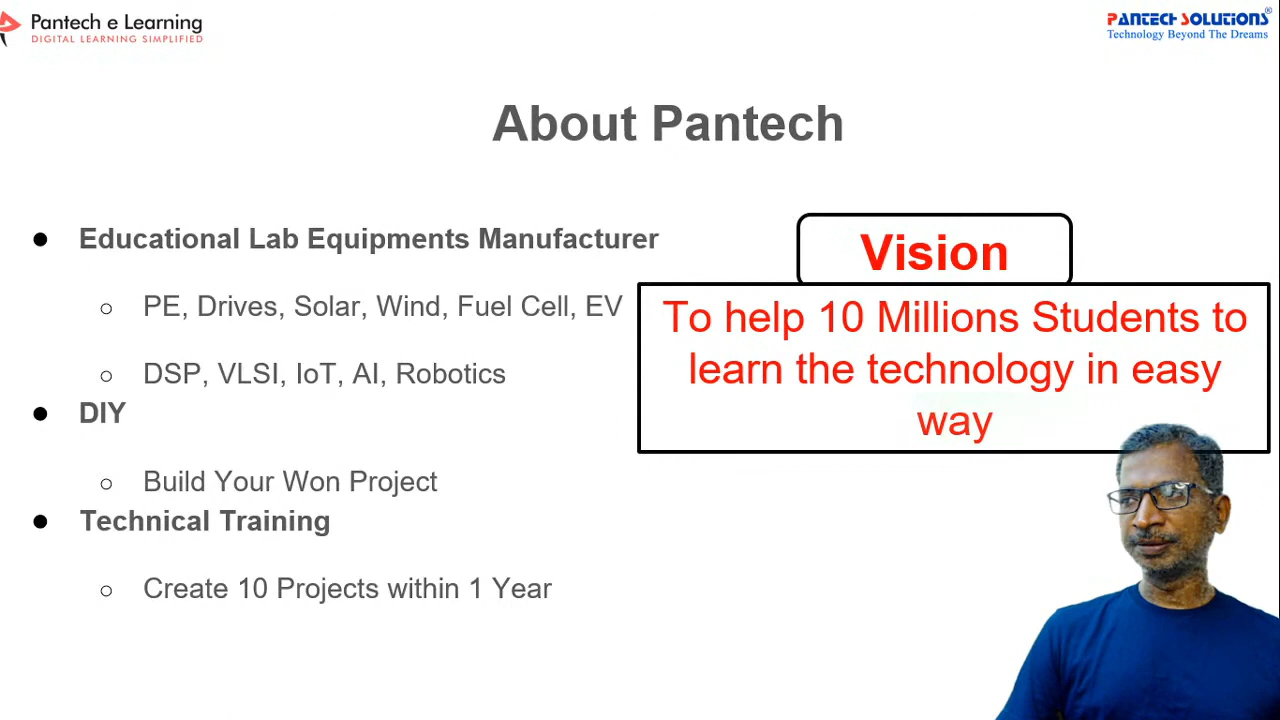 Pantech e Learning
DIGITAL LEARNING SIMPLIFIED
PANTECH SOLUTIONS®
Technology Beyond The Dreams
About Pantech
● Educational Lab Equipments Manufacturer
○ PE, Drives, Solar, Wind, Fuel Cell, EV
○ DSP, VLSI, IoT, AI, Robotics
● DIY
○ Build Your Won Project
● Technical Training
○ Create 10 Projects within 1 Year
Vision
To help 10 Millions Students to
learn the technology in easy
way